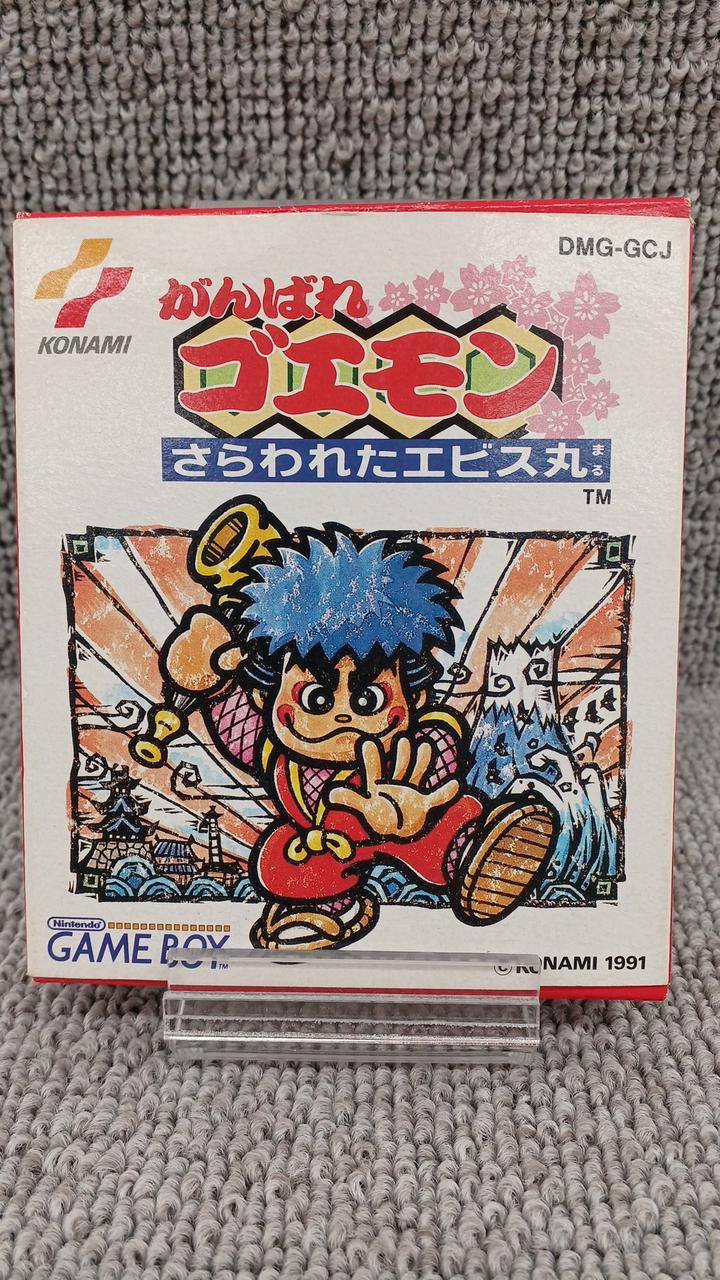 DMG-GCJ
KONAMI
がんばれ
ゴエモン
さらわれたエビス丸
まる
TM
Nintendo
GAME BOY TM
© KONAMI 1991